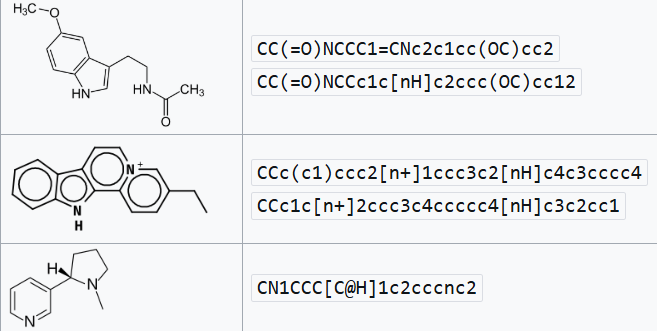 H₃C
O
HN
HN
CH₃
O
CC(=O)NCCC1=CNc2c1cc(OC)cc2
CC(=O)NCCc1c[nH]c2ccc(OC)cc12
N⁺
N
H
CCc(c1)ccc2[n+]1ccc3c2[nH]c4c3cccc4
CCc1c[n+]2ccc3c4ccccc4[nH]c3c2cc1
H
N
N
CN1CCC[C@H]1c2cccnc2